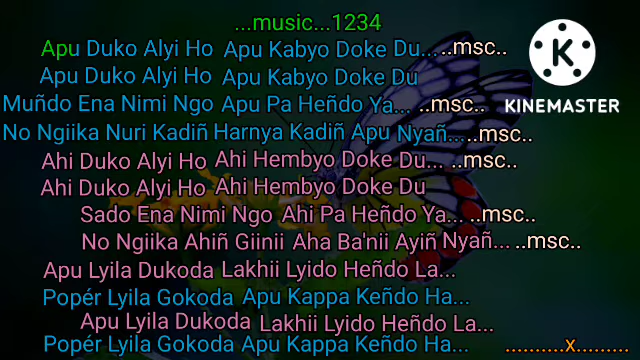 ...music...1234
Apu Duko Alyi Ho Apu Kabyo Doke Du.....msc..
Apu Duko Alyi Ho Apu Kabyo Doke Du
Muñdo Ena Nimi Ngo Apu Pa Heñdo Ya... ..msc..
KINEMASTER
No Ngiika Nuri Kadiñ Harnya Kadiñ Apu Nyañ.....msc..
Ahi Duko Alyi Ho Ahi Hembyo Doke Du... ..msc..
Ahi Duko Alyi Ho Ahi Hembyo Doke Du
Sado Ena Nimi Ngo Ahi Pa Heñdo Ya... ..msc..
No Ngiika Ahiñ Giinii Aha Ba'nii Ayiñ Nyañ... ..msc..
Apu Lyila Dukoda Lakhii Lyido Heñdo La...
Popér Lyila Gokoda Apu Kappa Keñdo Ha...
Apu Lyila Dukoda Lakhii Lyido Heñdo La...
Popér Lyila Gokoda Apu Kappa Keñdo Ha... ..........x.........